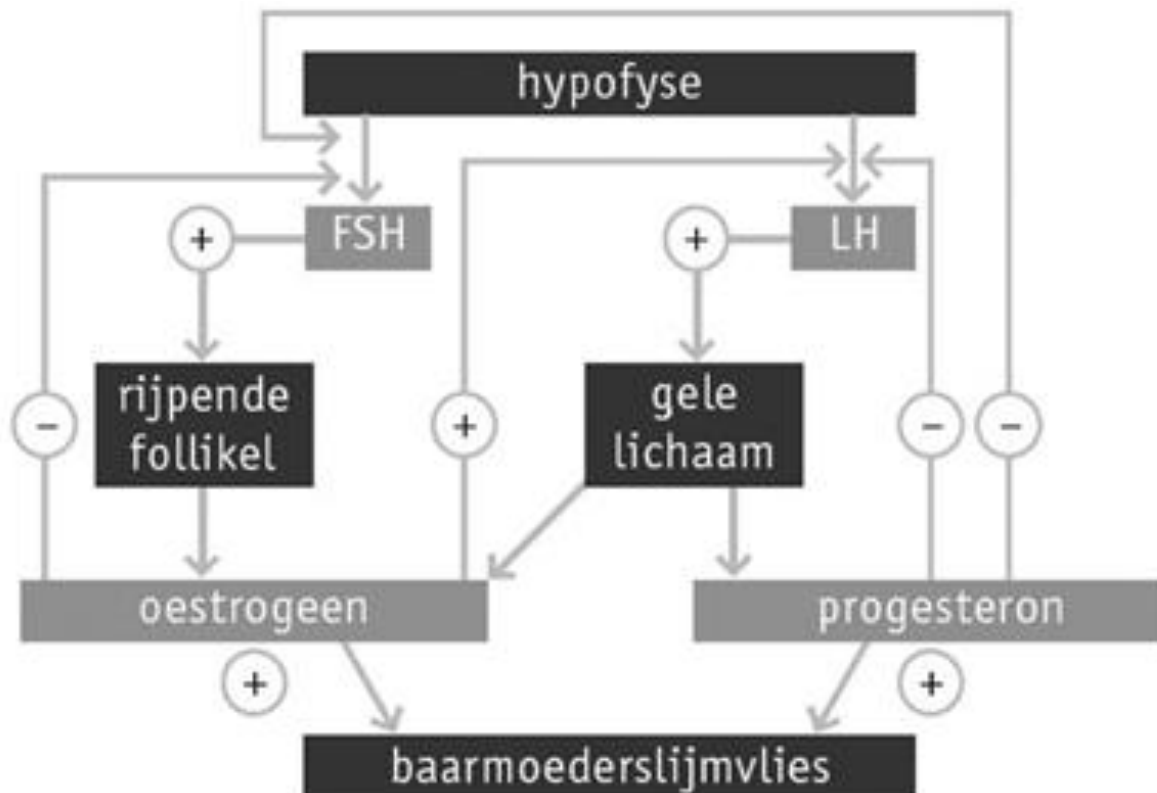 hypofyse
FSH
LH
+
+
rijpende
follikel
gele
lichaam
−
+
−
−
oestrogeen
progesteron
+
+
baarmoederslijmvlies